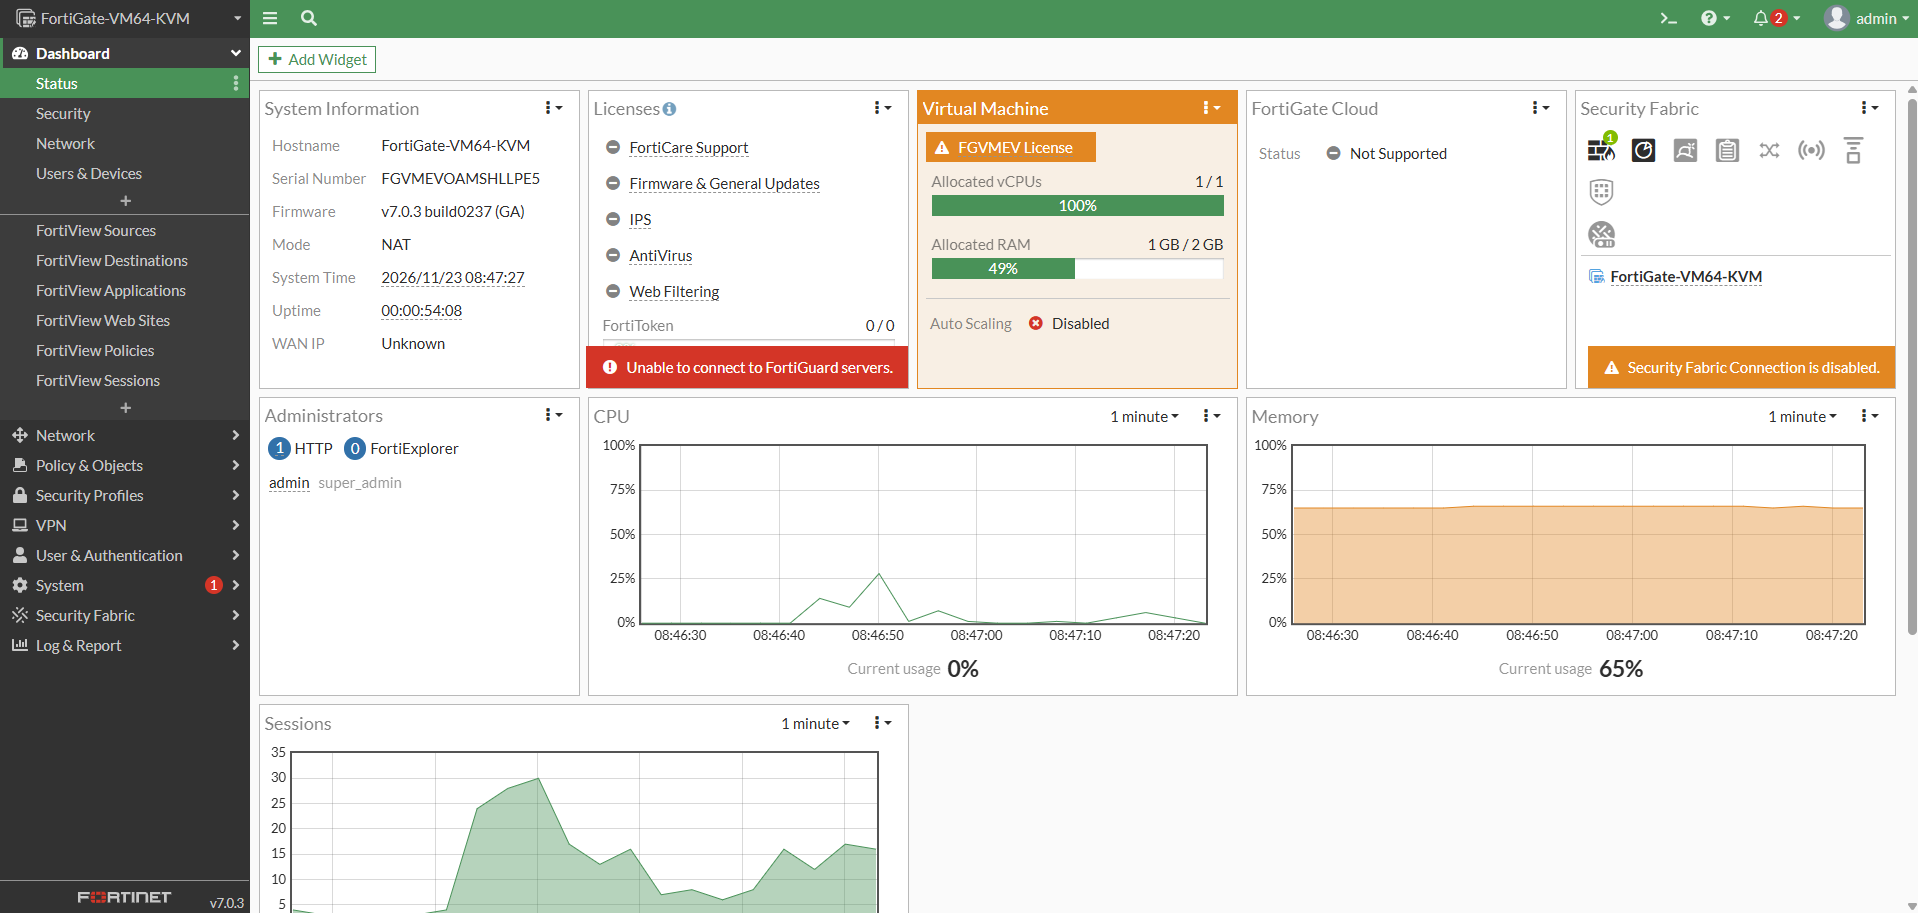 FortiGate-VM64-KVM
2
admin
Dashboard
Status
Security
Network
Users & Devices
+
FortiView Sources
FortiView Destinations
FortiView Applications
FortiView Web Sites
FortiView Policies
FortiView Sessions
+
Network
Policy & Objects
Security Profiles
VPN
User & Authentication
System 1
Security Fabric
Log & Report
FORTINET v7.0.3
+ Add Widget
System Information
Hostname FortiGate-VM64-KVM
Serial Number FGVMEVOAMSHLLPE5
Firmware v7.0.3 build0237 (GA)
Mode NAT
System Time 2026/11/23 08:47:27
Uptime 00:00:54:08
WAN IP Unknown
Licenses
FortiCare Support
Firmware & General Updates
IPS
AntiVirus
Web Filtering
FortiToken 0 / 0
Unable to connect to FortiGuard servers.
Virtual Machine
FGVMEV License
Allocated vCPUs 1 / 1
100%
Allocated RAM 1 GB / 2 GB
49%
Auto Scaling Disabled
FortiGate Cloud
Status Not Supported
Security Fabric
1
FortiGate-VM64-KVM
Security Fabric Connection is disabled.
Administrators
1 HTTP 0 FortiExplorer
admin super_admin
CPU 1 minute
100%
75%
50%
25%
0%
08:46:30 08:46:40 08:46:50 08:47:00 08:47:10 08:47:20
Current usage 0%
Memory 1 minute
100%
75%
50%
25%
0%
08:46:30 08:46:40 08:46:50 08:47:00 08:47:10 08:47:20
Current usage 65%
Sessions 1 minute
35
30
25
20
15
10
5